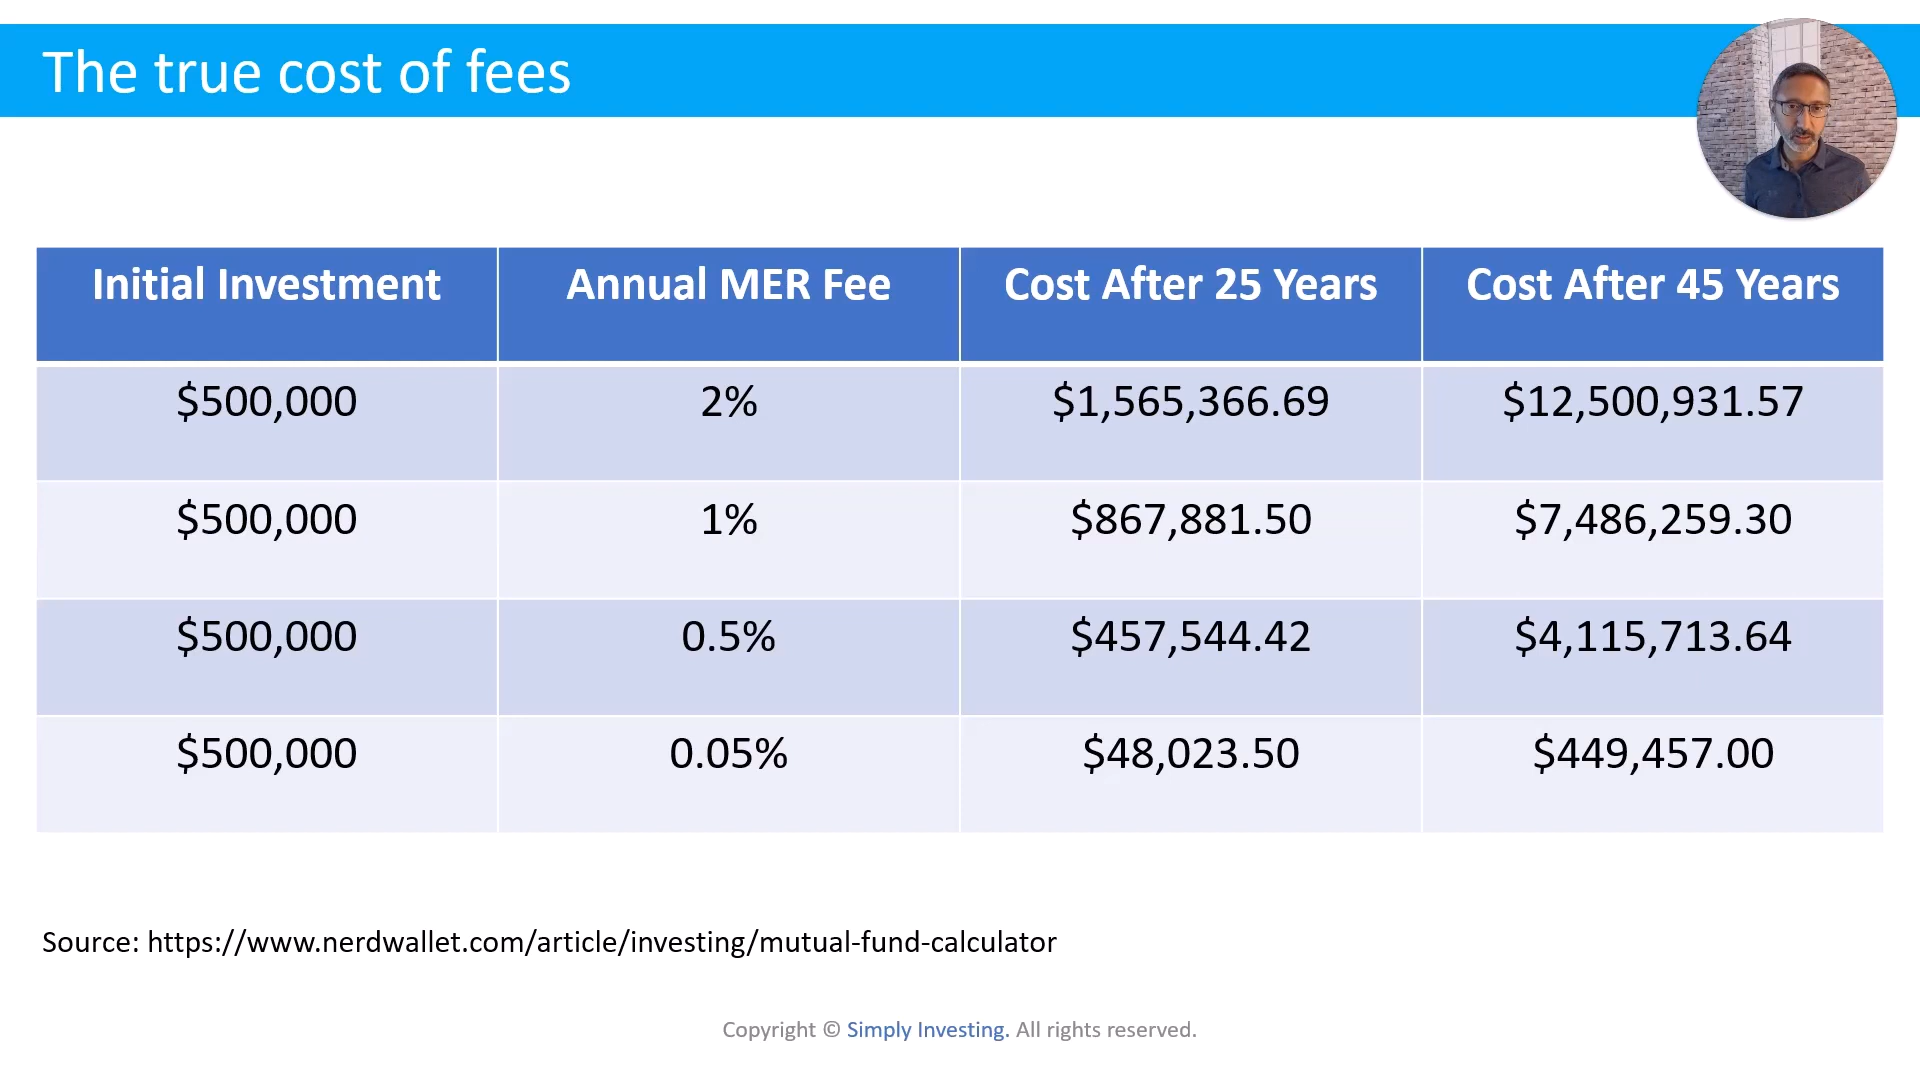 The true cost of fees
Initial Investment Annual MER Fee Cost After 25 Years Cost After 45 Years
$500,000 2% $1,565,366.69 $12,500,931.57
$500,000 1% $867,881.50 $7,486,259.30
$500,000 0.5% $457,544.42 $4,115,713.64
$500,000 0.05% $48,023.50 $449,457.00
Source: https://www.nerdwallet.com/article/investing/mutual-fund-calculator
Copyright © Simply Investing. All rights reserved.